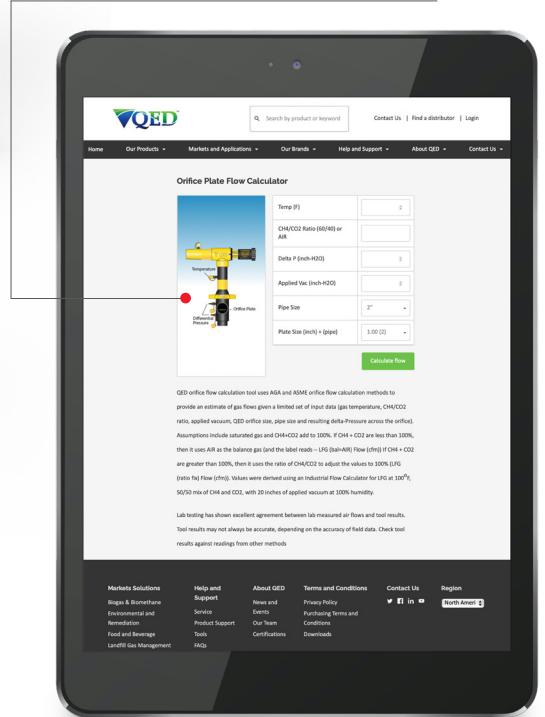 QED
Search by product or keyword
Contact Us | Find a distributor | Login
Home Our Products Markets and Applications Our Brands Help and Support About QED Contact Us
Orifice Plate Flow Calculator
Temperature
Orifice Plate
Differential
Pressure
Temp (F)
CH4/CO2 Ratio (60/40) or
AIR
Delta P (inch-H2O)
Applied Vac (inch-H2O)
Pipe Size 2"
Plate Size (inch) + (pipe) 1.00 (2)
Calculate flow
QED orifice flow calculation tool uses AGA and ASME orifice flow calculation methods to
provide an estimate of gas flows given a limited set of input data (gas temperature, CH4/CO2
ratio, applied vacuum, QED orifice size, pipe size and resulting delta-Pressure across the orifice).
Assumptions include saturated gas and CH4+CO2 add to 100%. If CH4 + CO2 are less than 100%,
then it uses AIR as the balance gas (and the label reads -- LFG (bal=AIR) Flow (cfm)) If CH4 + CO2
are greater than 100%, then it uses the ratio of CH4/CO2 to adjust the values to 100% (LFG
(ratio fix) Flow (cfm)). Values were derived using an Industrial Flow Calculator for LFG at 100°F,
50/50 mix of CH4 and CO2, with 20 inches of applied vacuum at 100% humidity.
Lab testing has shown excellent agreement between lab-measured air flows and tool results.
Tool results may not always be accurate, depending on the accuracy of field data. Check tool
results against readings from other methods
Markets Solutions
Biogas & Biomethane
Environmental and
Remediation
Food and Beverage
Landfill Gas Management
Help and
Support
Service
Product Support
Tools
FAQs
About QED
News and
Events
Our Team
Certifications
Terms and Conditions
Privacy Policy
Purchasing Terms and
Conditions
Downloads
Contact Us
Region
North Ameri